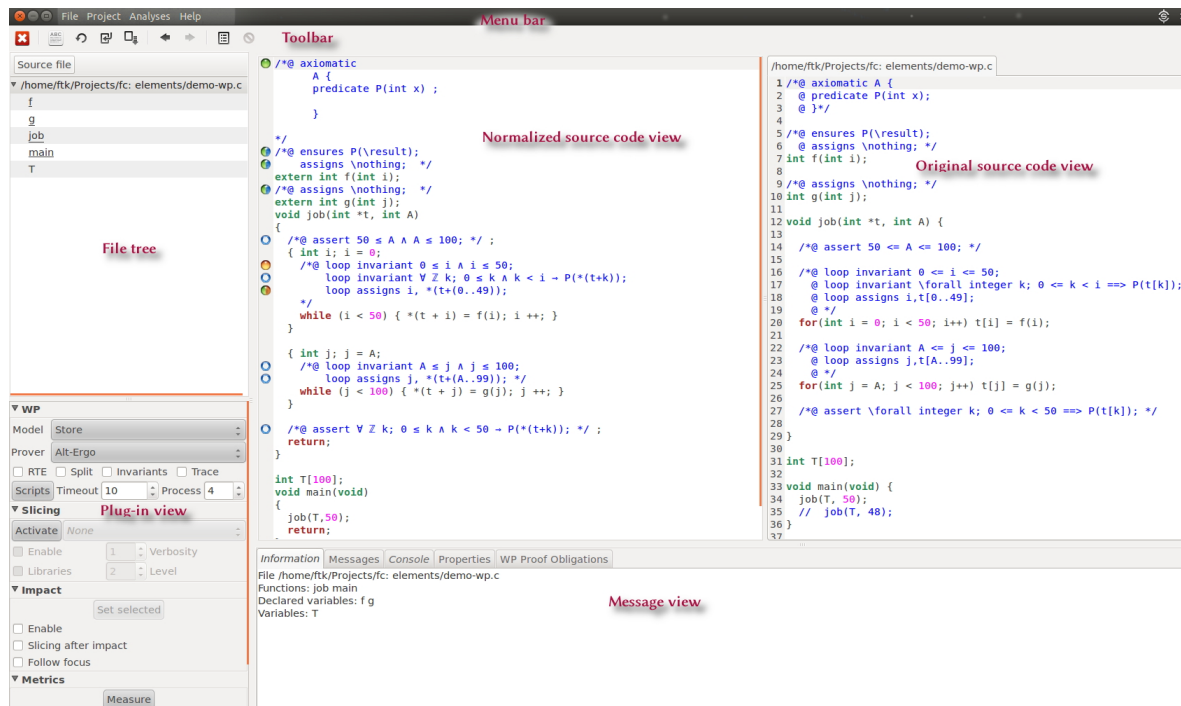 File Project Analyses Help
Menu bar
ABC
Toolbar
Source file
/home/ftk/Projects/fc: elements/demo-wp.c
f
g
job
main
T
File tree
/*@ axiomatic
A {
predicate P(int x) ;
}
*/
/*@ ensures P(\result);
assigns \nothing; */
extern int f(int i);
/*@ assigns \nothing; */
extern int g(int j);
void job(int *t, int A)
{
/*@ assert 50 ≤ A ∧ A ≤ 100; */ ;
{ int i; i = 0;
/*@ loop invariant 0 ≤ i ∧ i ≤ 50;
loop invariant ∀ ℤ k; 0 ≤ k ∧ k < i → P(*(t+k));
loop assigns i, *(t+(0..49));
*/
while (i < 50) { *(t + i) = f(i); i ++; }
}
{ int j; j = A;
/*@ loop invariant A ≤ j ∧ j ≤ 100;
loop assigns j, *(t+(A..99)); */
while (j < 100) { *(t + j) = g(j); j ++; }
}
/*@ assert ∀ ℤ k; 0 ≤ k ∧ k < 50 → P(*(t+k)); */ ;
return;
}
int T[100];
void main(void)
{
job(T,50);
return;
Normalized source code view
/home/ftk/Projects/fc: elements/demo-wp.c
1 /*@ axiomatic A {
2 @ predicate P(int x);
3 @ }*/
4
5 /*@ ensures P(\result);
6 @ assigns \nothing; */
7 int f(int i);
8
9 /*@ assigns \nothing; */
10 int g(int j);
11
12 void job(int *t, int A) {
13
14 /*@ assert 50 <= A <= 100; */
15
16 /*@ loop invariant 0 <= i <= 50;
17 @ loop invariant \forall integer k; 0 <= k < i ==> P(t[k]);
18 @ loop assigns i,t[0..49];
19 @ */
20 for(int i = 0; i < 50; i++) t[i] = f(i);
21
22 /*@ loop invariant A <= j <= 100;
23 @ loop assigns j,t[A..99];
24 @ */
25 for(int j = A; j < 100; j++) t[j] = g(j);
26
27 /*@ assert \forall integer k; 0 <= k < 50 ==> P(t[k]); */
28
29 }
30
31 int T[100];
32
33 void main(void) {
34 job(T, 50);
35 // job(T, 48);
36 }
37
Original source code view
WP
Model Store
Prover Alt-Ergo
RTE Split Invariants Trace
Scripts Timeout 10 Process 4
Slicing
Plug-in view
Activate None
Enable 1 Verbosity
Libraries 2 Level
Impact
Set selected
Enable
Slicing after impact
Follow focus
Metrics
Measure
Information Messages Console Properties WP Proof Obligations
File /home/ftk/Projects/fc: elements/demo-wp.c
Functions: job main
Declared variables: f g
Variables: T
Message view